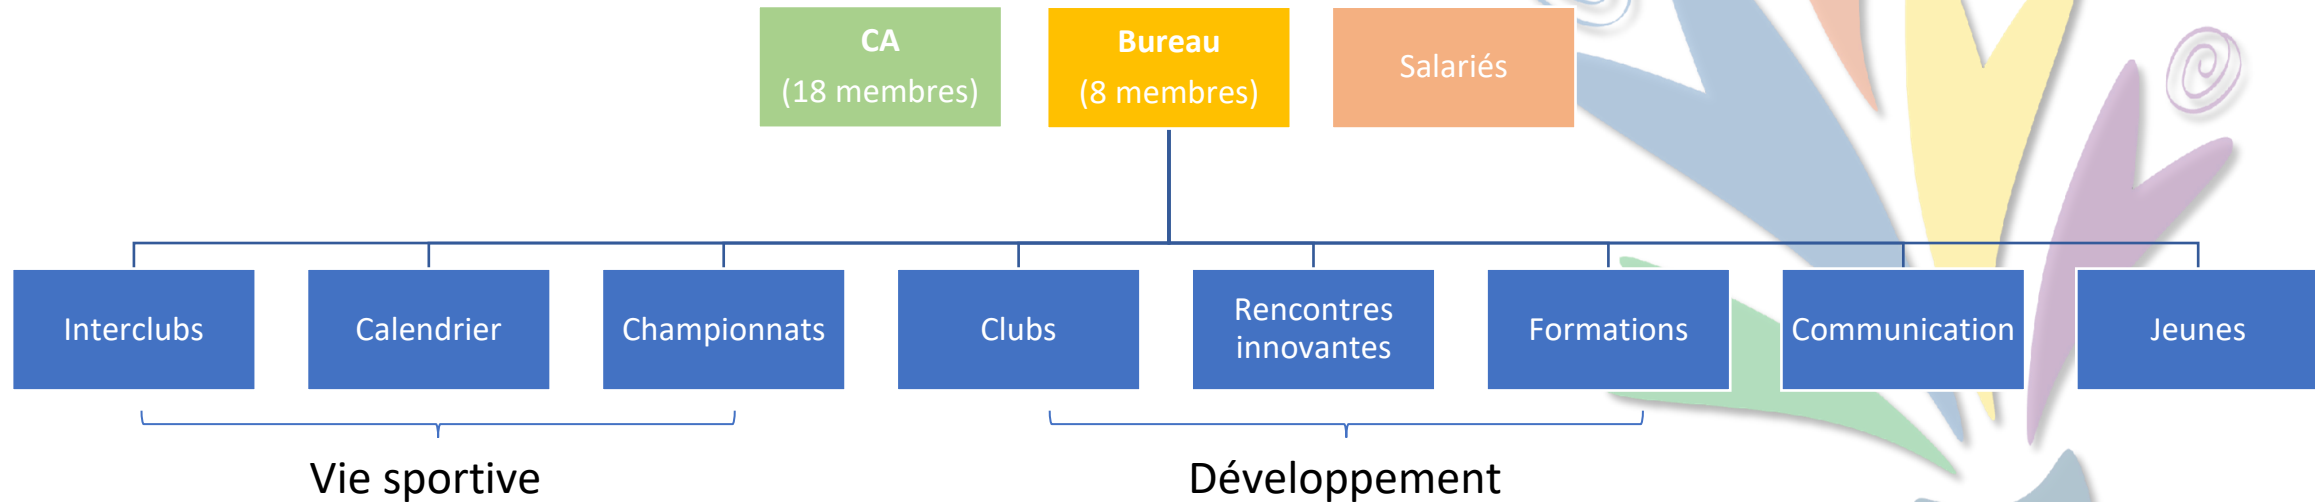 CA
(18 membres)
Bureau
(8 membres)
Salariés
Interclubs
Calendrier
Championnats
Clubs
Rencontres
innovantes
Formations
Communication
Jeunes
Vie sportive
Développement